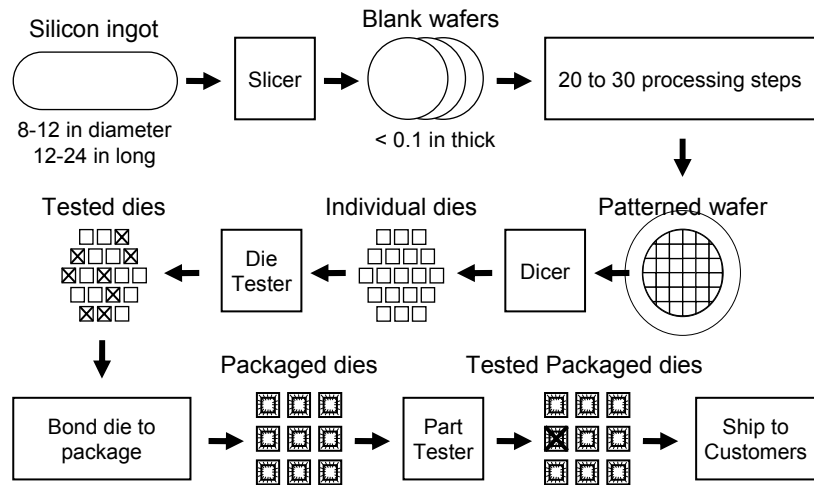 Silicon ingot
Slicer
Blank wafers
20 to 30 processing steps
8-12 in diameter
12-24 in long
< 0.1 in thick
Tested dies
Individual dies
Patterned wafer
Die
Tester
Dicer
Packaged dies
Tested Packaged dies
Bond die to
package
Part
Tester
Ship to
Customers